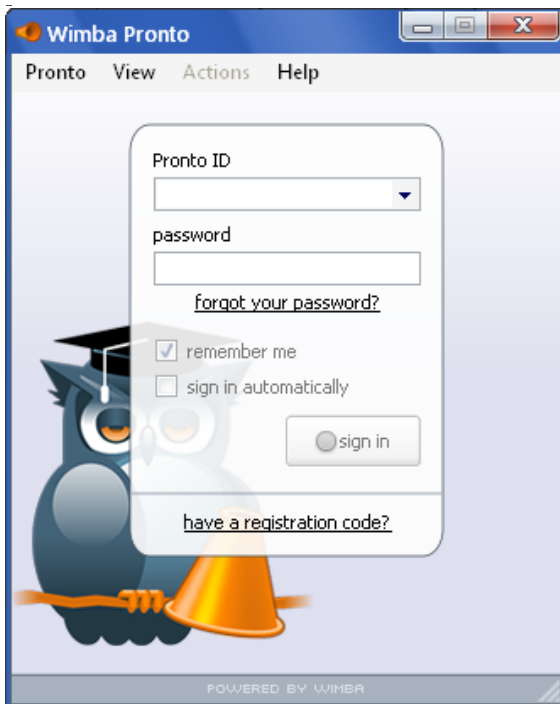 Wimba Pronto
Pronto View Actions Help
Pronto ID
password
forgot your password?
remember me
sign in automatically
sign in
have a registration code?
POWERED BY WIMBA